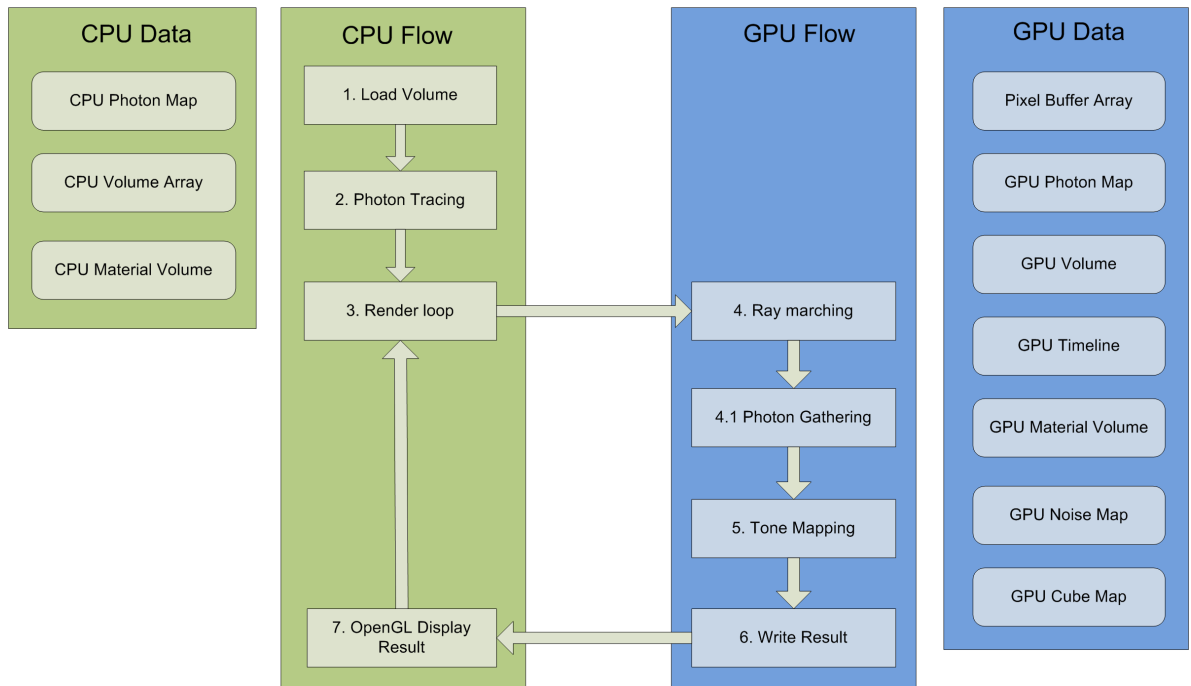 CPU Data
CPU Photon Map
CPU Volume Array
CPU Material Volume
CPU Flow
1. Load Volume
2. Photon Tracing
3. Render loop
7. OpenGL Display
Result
GPU Flow
4. Ray marching
4.1 Photon Gathering
5. Tone Mapping
6. Write Result
GPU Data
Pixel Buffer Array
GPU Photon Map
GPU Volume
GPU Timeline
GPU Material Volume
GPU Noise Map
GPU Cube Map